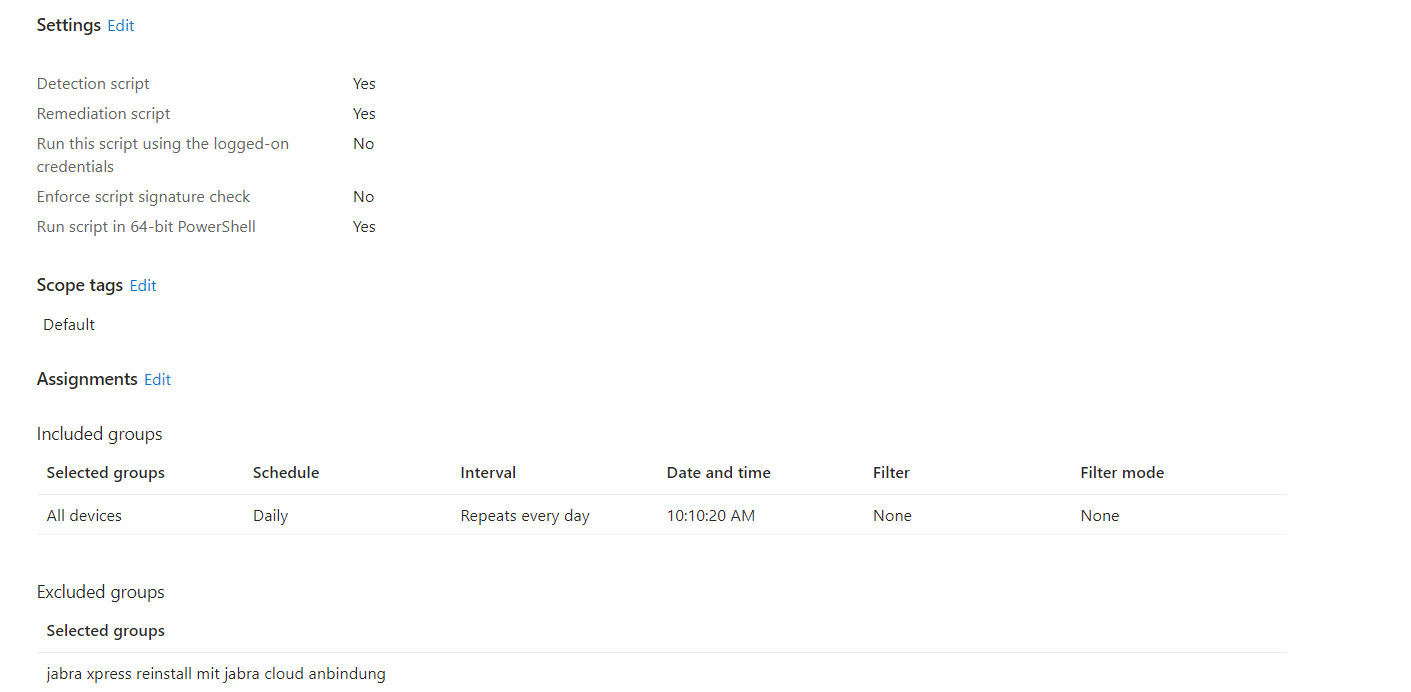 Settings Edit
Detection script Yes
Remediation script Yes
Run this script using the logged-on No
credentials
Enforce script signature check No
Run script in 64-bit PowerShell Yes
Scope tags Edit
Default
Assignments Edit
Included groups
Selected groups Schedule Interval Date and time Filter Filter mode
All devices Daily Repeats every day 10:10:20 AM None None
Excluded groups
Selected groups
jabra xpress reinstall mit jabra cloud anbindung